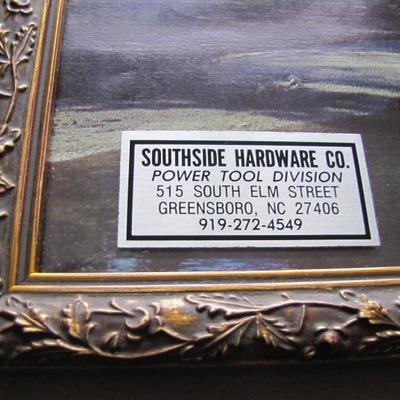 SOUTHSIDE HARDWARE CO.
POWER TOOL DIVISION
515 SOUTH ELM STREET
GREENSBORO, NC 27406
919-272-4549